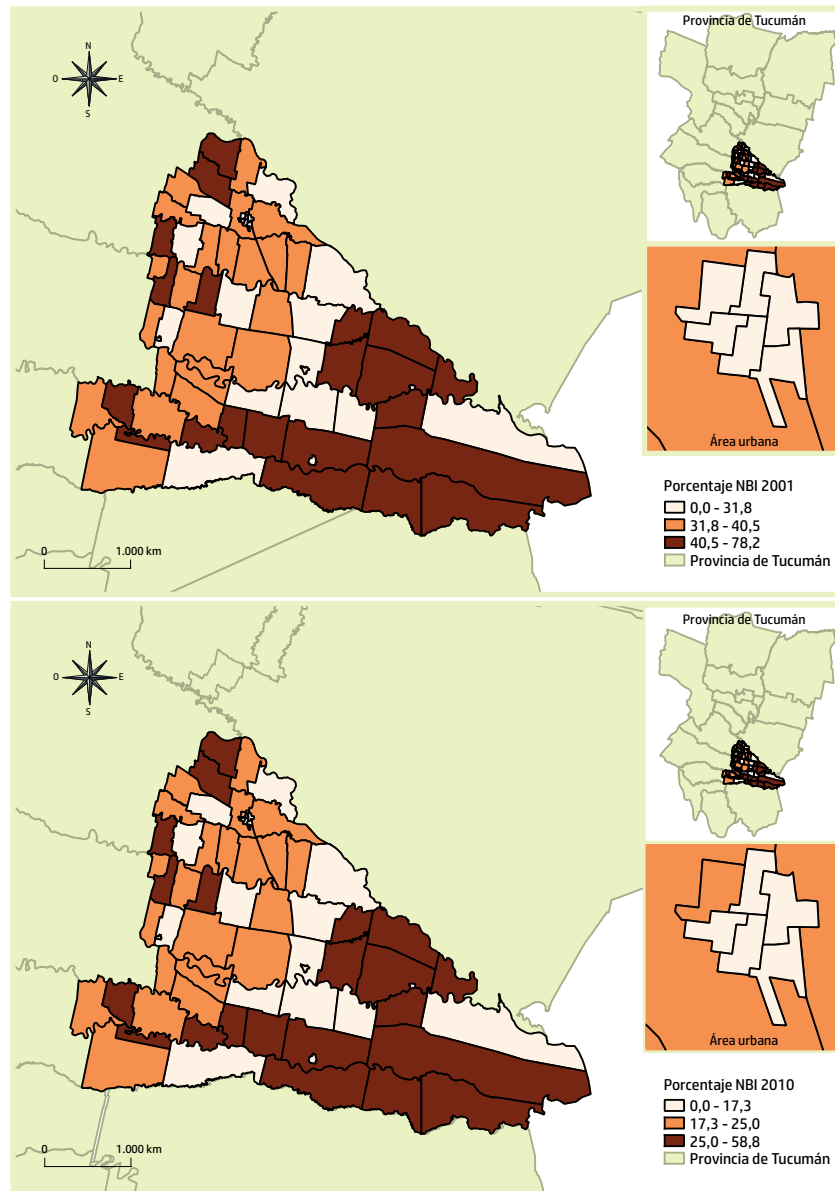 Provincia de Tucumán
N
O
E
S
Área urbana
Porcentaje NBI 2001
0,0 - 31,8
31,8 - 40,5
40,5 - 78,2
Provincia de Tucumán
0
1.000 km
Provincia de Tucumán
N
O
E
S
Área urbana
Porcentaje NBI 2010
0,0 - 17,3
17,3 - 25,0
25,0 - 58,8
Provincia de Tucumán
0
1.000 km